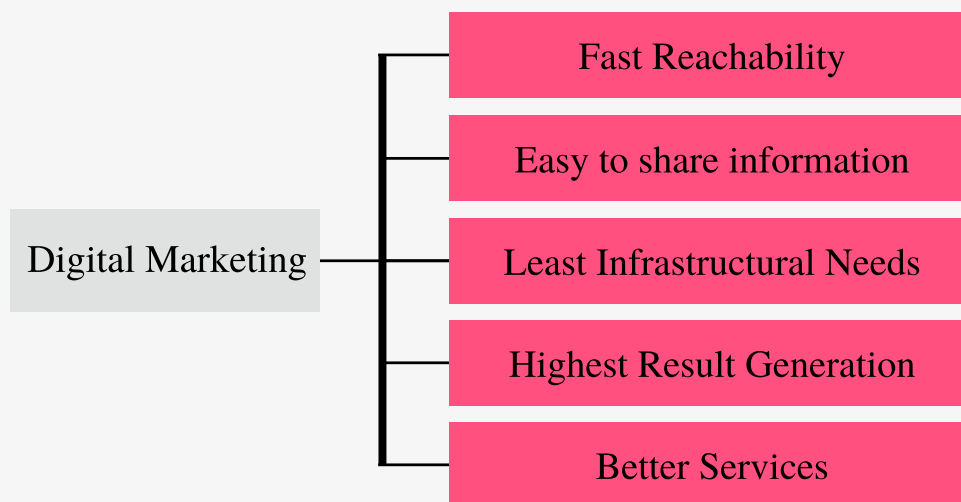 Digital Marketing
Fast Reachability
Easy to share information
Least Infrastructural Needs
Highest Result Generation
Better Services